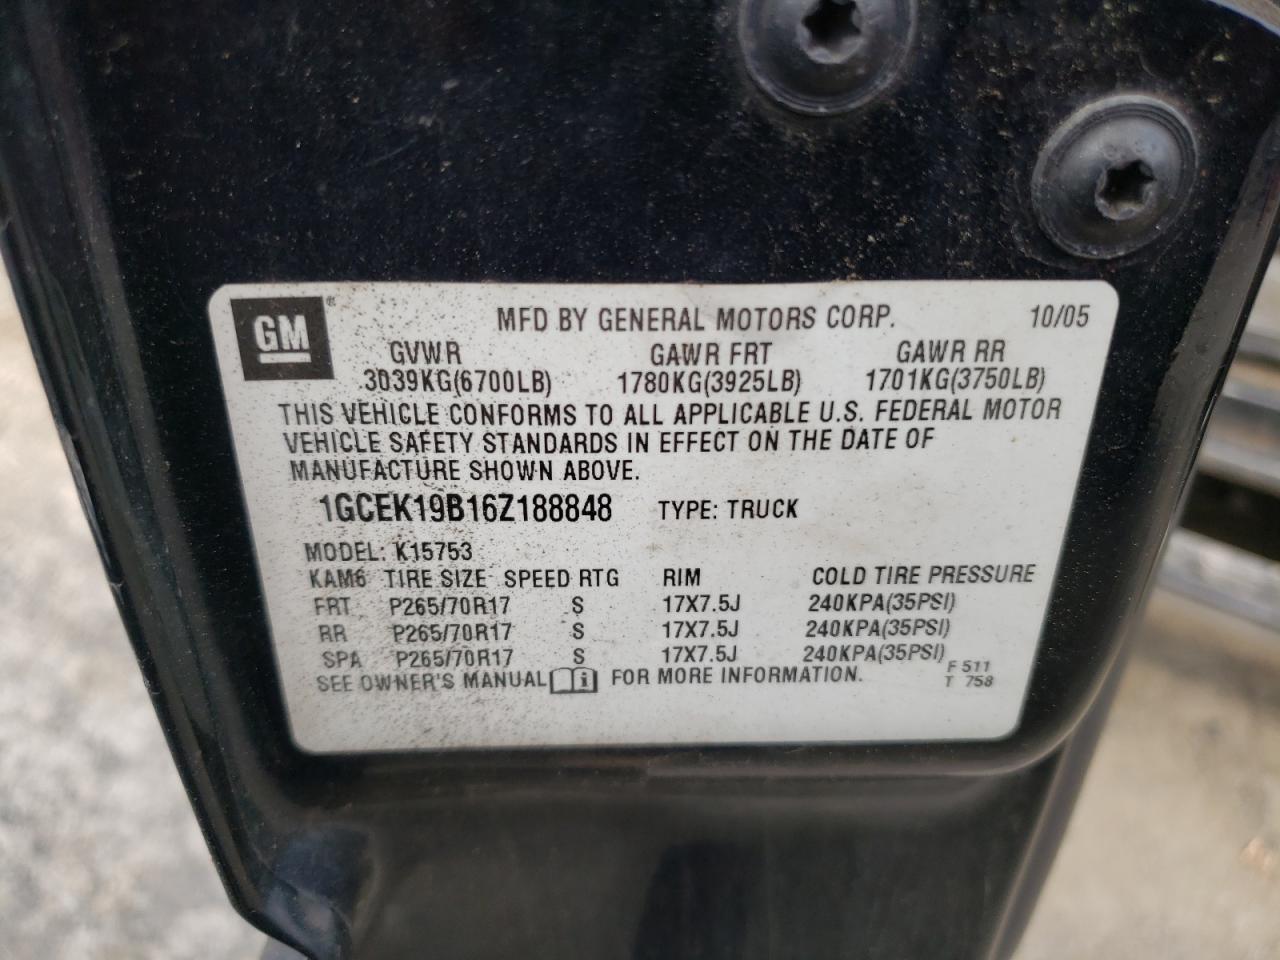 GM ® MFD BY GENERAL MOTORS CORP. 10/05
GVWR GAWR FRT GAWR RR
3039KG(6700LB) 1780KG(3925LB) 1701KG(3750LB)
THIS VEHICLE CONFORMS TO ALL APPLICABLE U.S. FEDERAL MOTOR
VEHICLE SAFETY STANDARDS IN EFFECT ON THE DATE OF
MANUFACTURE SHOWN ABOVE.
1GCEK19B16Z188848 TYPE: TRUCK
MODEL: K15753
KAM6 TIRE SIZE SPEED RTG RIM COLD TIRE PRESSURE
FRT P265/70R17 S 17X7.5J 240KPA(35PSI)
RR P265/70R17 S 17X7.5J 240KPA(35PSI)
SPA P265/70R17 S 17X7.5J 240KPA(35PSI)
SEE OWNER'S MANUAL i FOR MORE INFORMATION. F 511
T 758